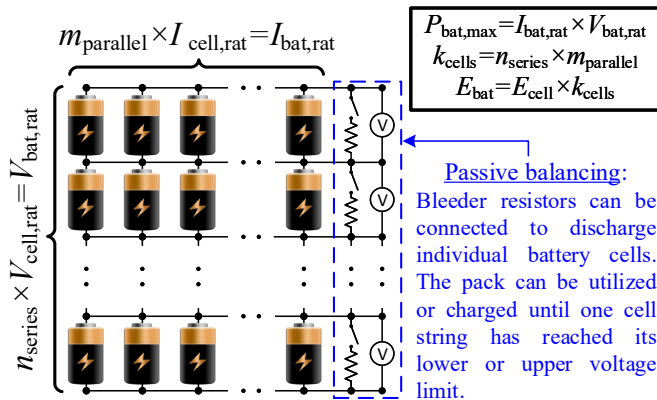 m_parallel × I_cell,rat = I_bat,rat
P_bat,max = I_bat,rat × V_bat,rat
k_cells = n_series × m_parallel
E_bat = E_cell × k_cells
n_series × V_cell,rat = V_bat,rat
V
V
V
Passive balancing:
Bleeder resistors can be
connected to discharge
individual battery cells.
The pack can be utilized
or charged until one cell
string has reached its
lower or upper voltage
limit.